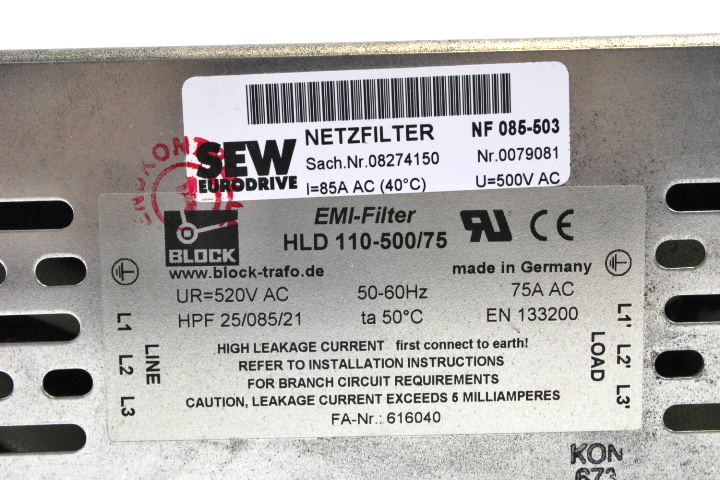 NETZFILTER NF 085-503
SEW
EURODRIVE
Sach.Nr.08274150 Nr.0079081
I=85A AC (40°C) U=500V AC
ENDKONT
BLOCK
EMI-Filter
HLD 110-500/75
www.block-trafo.de made in Germany
UR=520V AC 50-60Hz 75A AC
HPF 25/085/21 ta 50°C EN 133200
HIGH LEAKAGE CURRENT first connect to earth!
REFER TO INSTALLATION INSTRUCTIONS
FOR BRANCH CIRCUIT REQUIREMENTS
CAUTION, LEAKAGE CURRENT EXCEEDS 5 MILLIAMPERES
FA-Nr.: 616040
L1 L2 L3
LINE
LOAD
L1' L2' L3'
KON
673